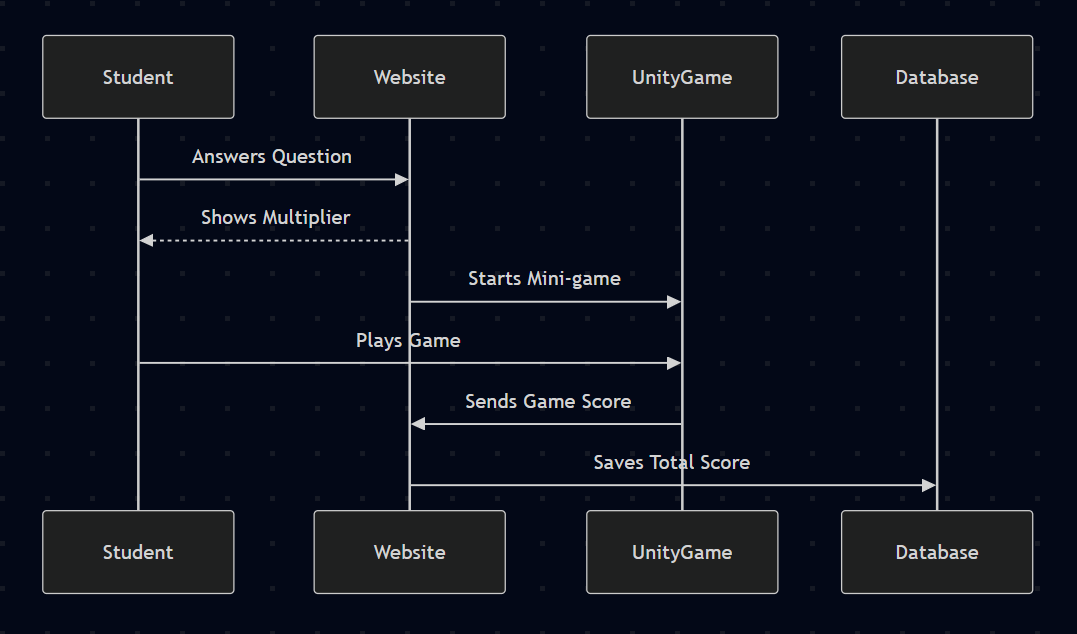 Student
Website
UnityGame
Database
Answers Question
Shows Multiplier
Starts Mini-game
Plays Game
Sends Game Score
Saves Total Score
Student
Website
UnityGame
Database